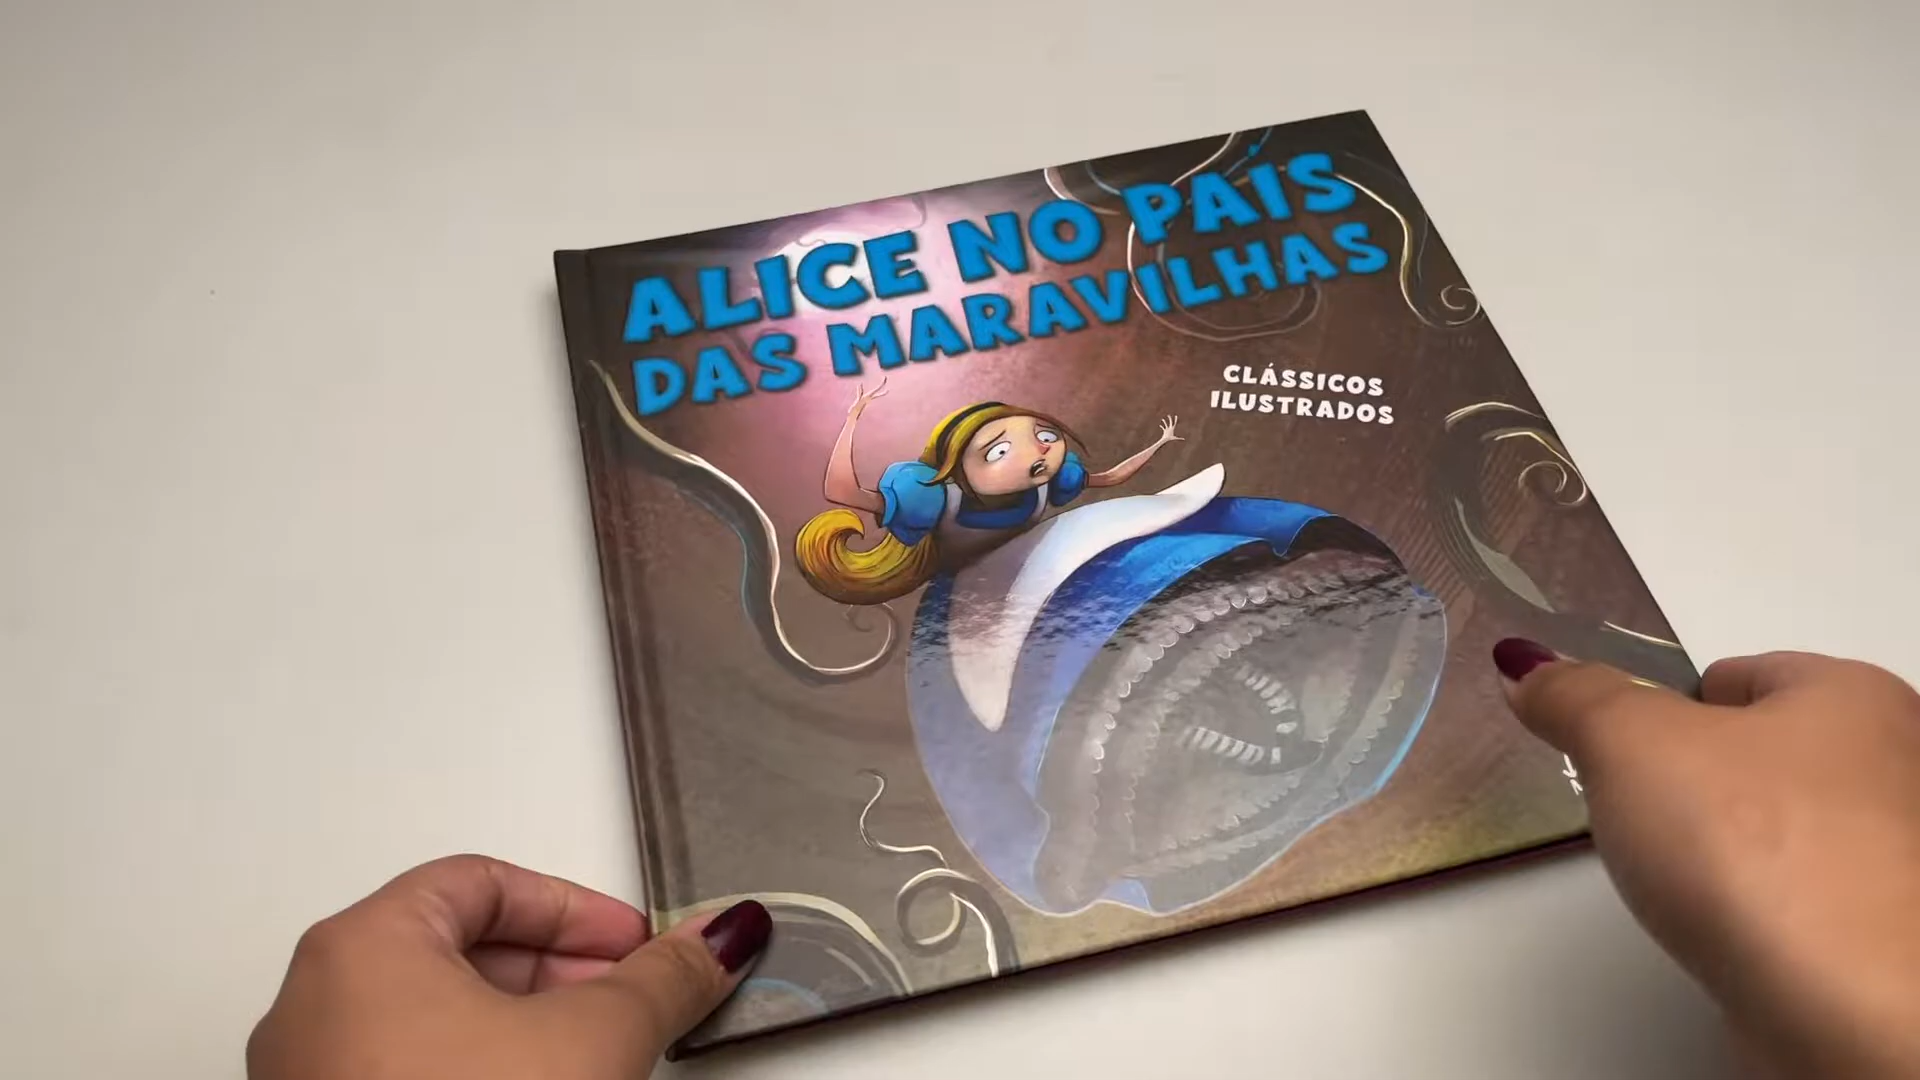 ALICE NO PAÍS
DAS MARAVILHAS
CLÁSSICOS
ILUSTRADOS